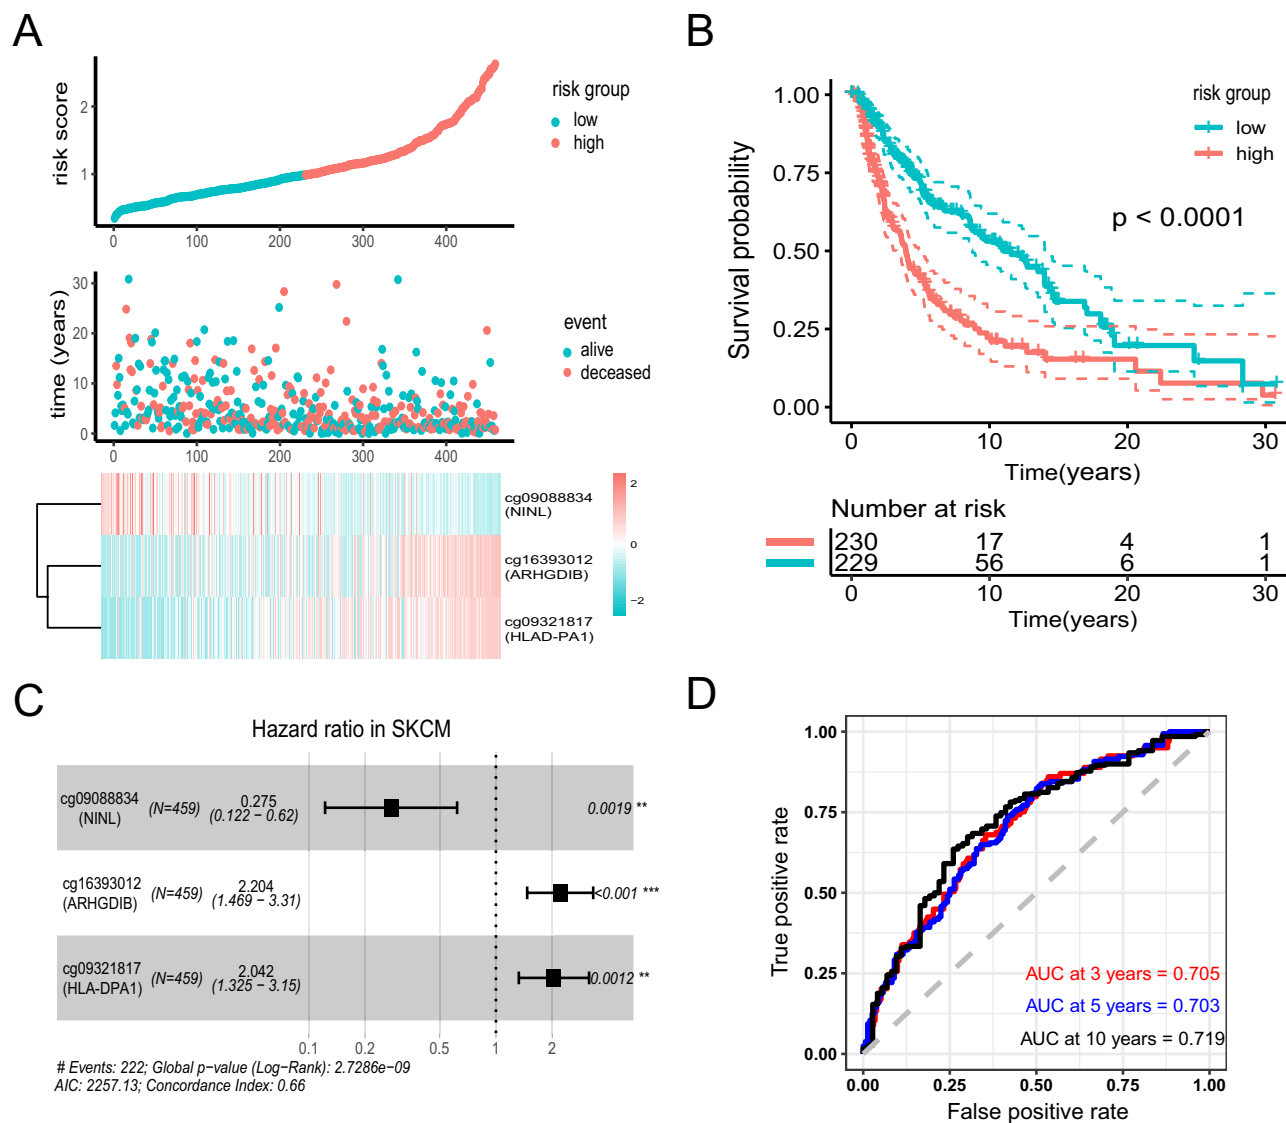 A
risk score
2
1
0 100 200 300 400
risk group
low
high
time (years)
30
20
10
0
0 100 200 300 400
event
alive
deceased
cg09088834
(NINL)
cg16393012
(ARHGDIB)
cg09321817
(HLAD-PA1)
2
0
−2
B
Survival probability
1.00
0.75
0.50
0.25
0.00
0 10 20 30
Time(years)
risk group
low
high
p < 0.0001
Number at risk
230 17 4 1
229 56 6 1
0 10 20 30
Time(years)
C
Hazard ratio in SKCM
cg09088834
(NINL)
(N=459)
0.275
(0.122 − 0.62)
0.0019 **
cg16393012
(ARHGDIB)
(N=459)
2.204
(1.469 − 3.31)
<0.001 ***
cg09321817
(HLA-DPA1)
(N=459)
2.042
(1.325 − 3.15)
0.0012 **
0.1 0.2 0.5 1 2
# Events: 222; Global p−value (Log−Rank): 2.7286e−09
AIC: 2257.13; Concordance Index: 0.66
D
True positive rate
1.00
0.75
0.50
0.25
0.00
AUC at 3 years = 0.705
AUC at 5 years = 0.703
AUC at 10 years = 0.719
0.00 0.25 0.50 0.75 1.00
False positive rate